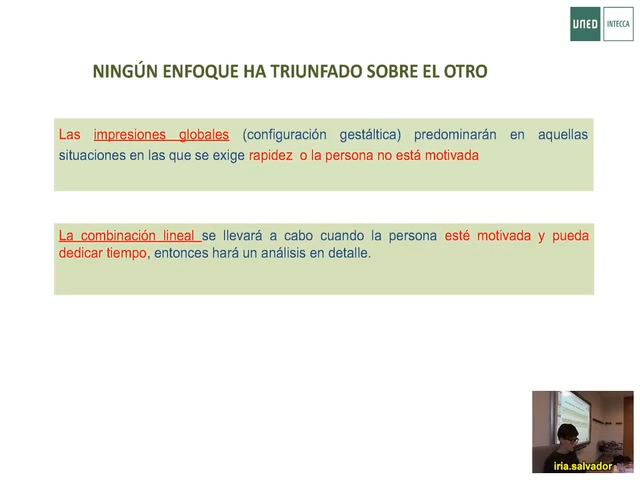 UNED
INTECCA
NINGÚN ENFOQUE HA TRIUNFADO SOBRE EL OTRO
Las impresiones globales (configuración gestáltica) predominarán en aquellas
situaciones en las que se exige rapidez o la persona no está motivada
La combinación lineal se llevará a cabo cuando la persona esté motivada y pueda
dedicar tiempo, entonces hará un análisis en detalle.
iria.salvador